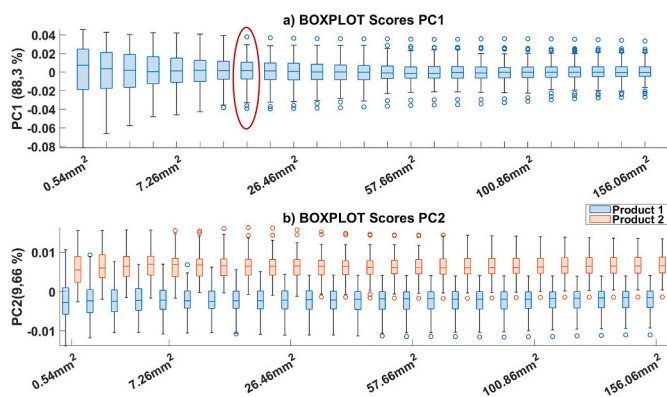 a) BOXPLOT Scores PC1
PC1 (88,3 %)
0.04
0.02
0
-0.02
-0.04
-0.06
-0.08
0.54mm²
7.26mm²
26.46mm²
57.66mm²
100.86mm²
156.06mm²
b) BOXPLOT Scores PC2
Product 1
Product 2
PC2(9,66 %)
0.01
0
-0.01
0.54mm²
7.26mm²
26.46mm²
57.66mm²
100.86mm²
156.06mm²